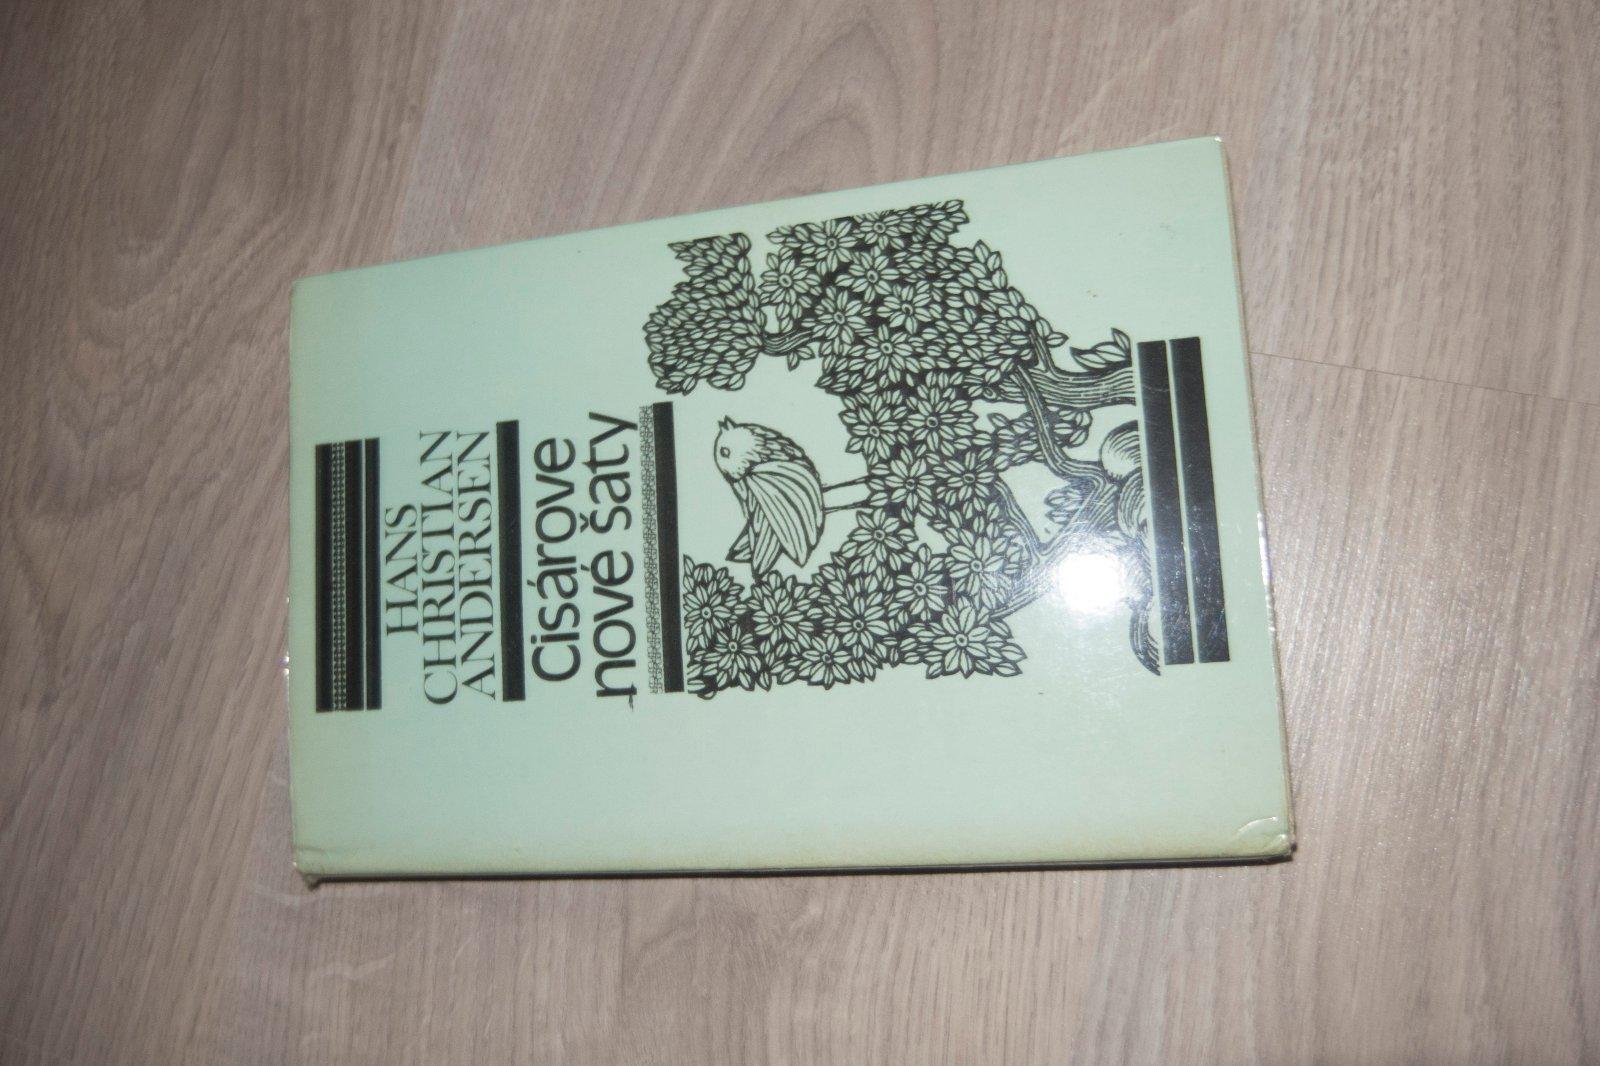 HANS
CHRISTIAN
ANDERSEN
Cisárove
nové šaty